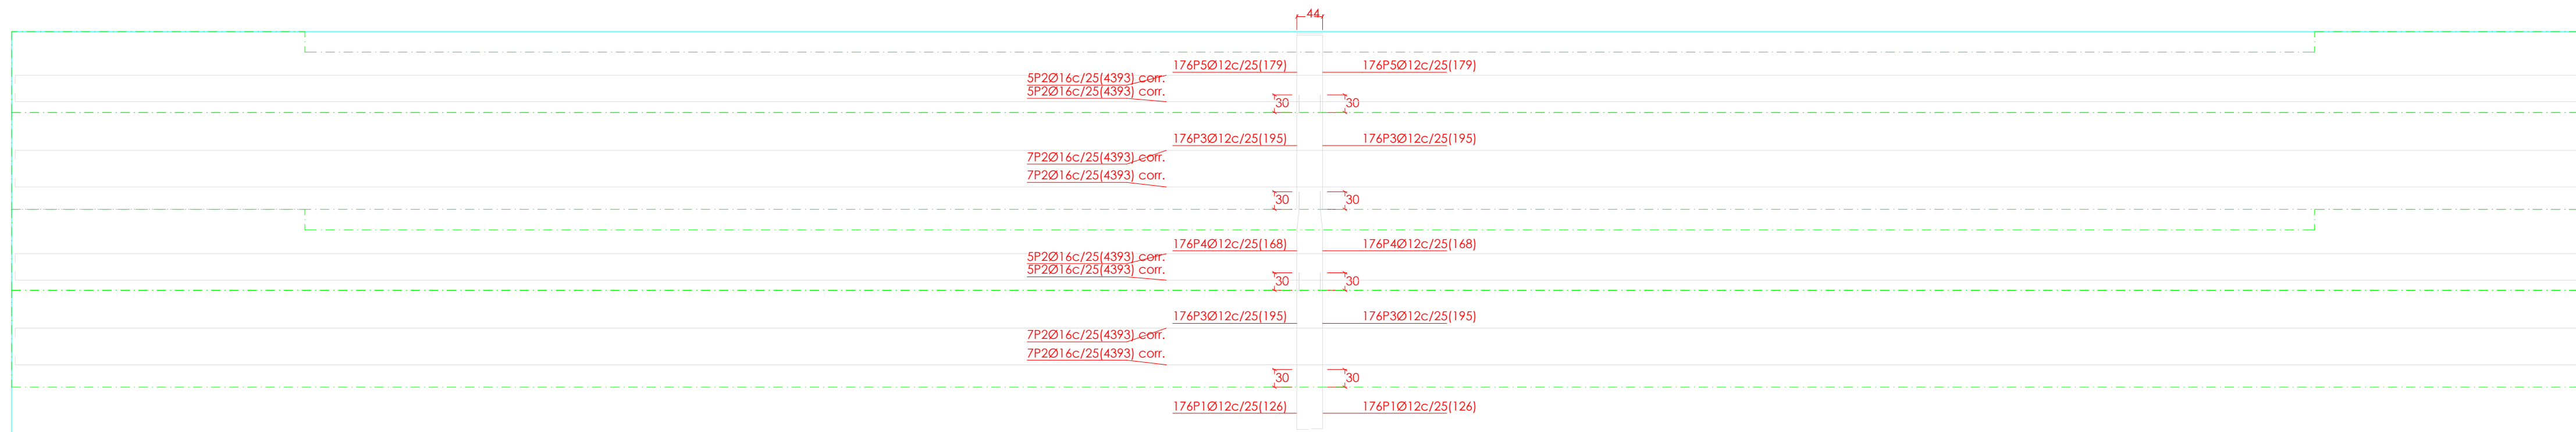 44
176P5Ø12c/25(179) 176P5Ø12c/25(179)
5P2Ø16c/25(4393) corr.
5P2Ø16c/25(4393) corr.
30 30
176P3Ø12c/25(195) 176P3Ø12c/25(195)
7P2Ø16c/25(4393) corr.
7P2Ø16c/25(4393) corr.
30 30
176P4Ø12c/25(168) 176P4Ø12c/25(168)
5P2Ø16c/25(4393) corr.
5P2Ø16c/25(4393) corr.
30 30
176P3Ø12c/25(195) 176P3Ø12c/25(195)
7P2Ø16c/25(4393) corr.
7P2Ø16c/25(4393) corr.
30 30
176P1Ø12c/25(126) 176P1Ø12c/25(126)